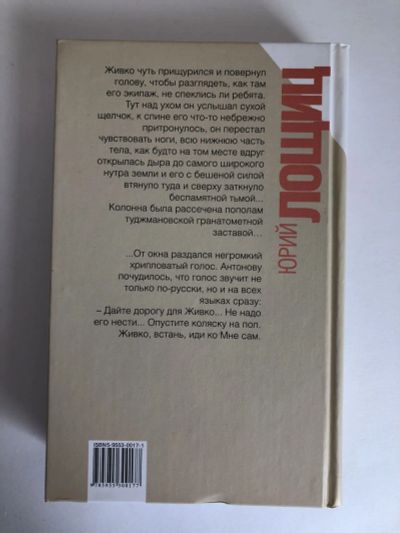 Живко чуть прищурился и повернул
голову, чтобы разглядеть, как там
его экипаж, не спеклись ли ребята.
Тут над ухом он услышал сухой
щелчок, к спине его что-то небрежно
притронулось, он перестал
чувствовать ноги, всю нижнюю часть
тела, как будто на том месте вдруг
открылась дыра до самого широкого
нутра земли и его с бешеной силой
втянуло туда и сверху заткнуло
беспамятной тьмой...
Колонна была рассечена пополам
туджмановской гранатометной
заставой...
...От окна раздался негромкий
хрипловатый голос. Антонову
почудилось, что голос звучит не
только по-русски, но и на всех
языках сразу:
– Дайте дорогу для Живко... Не надо
его нести... Опустите коляску на пол.
Живко, встань, иди ко Мне сам.
ЮРИЙ
ЛОЩИЦ
ISBN 5-9553-0017-1
9785955300177